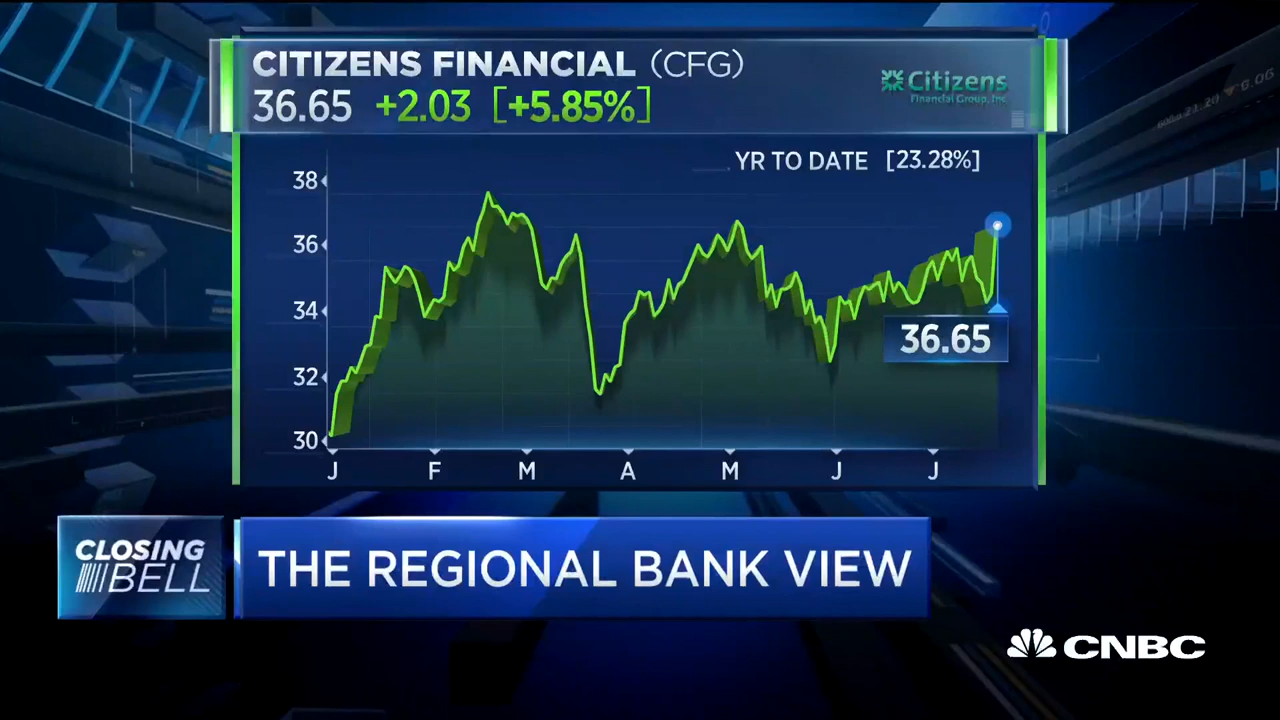 CITIZENS FINANCIAL (CFG)
36.65 +2.03 [+5.85%]
Citizens
Financial Group, Inc.
YR TO DATE [23.28%]
38
36
34
32
30
36.65
J F M A M J J
CLOSING
BELL
THE REGIONAL BANK VIEW
CNBC